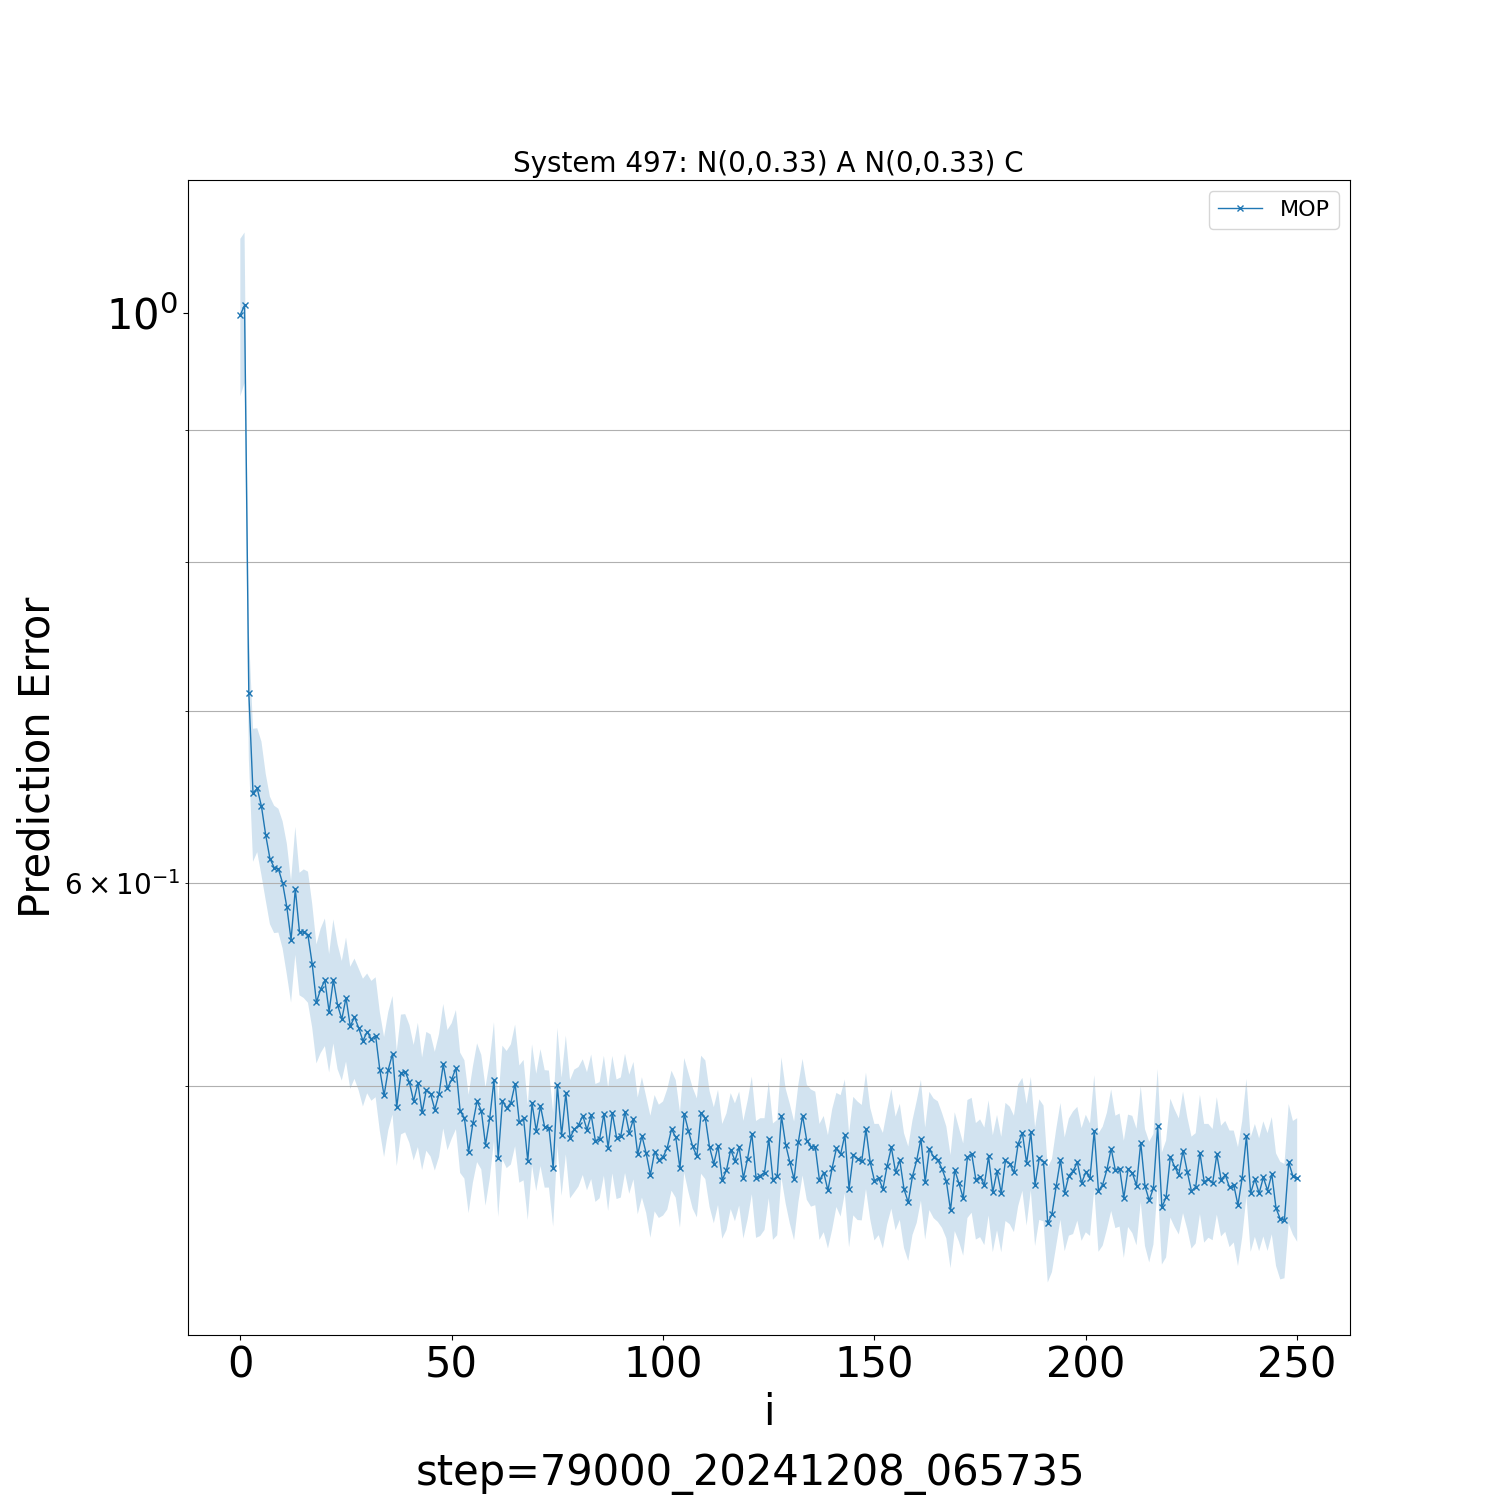 System 497: N(0,0.33) A N(0,0.33) C
MOP
10⁰
6 × 10⁻¹
Prediction Error
0 50 100 150 200 250
i
step=79000_20241208_065735